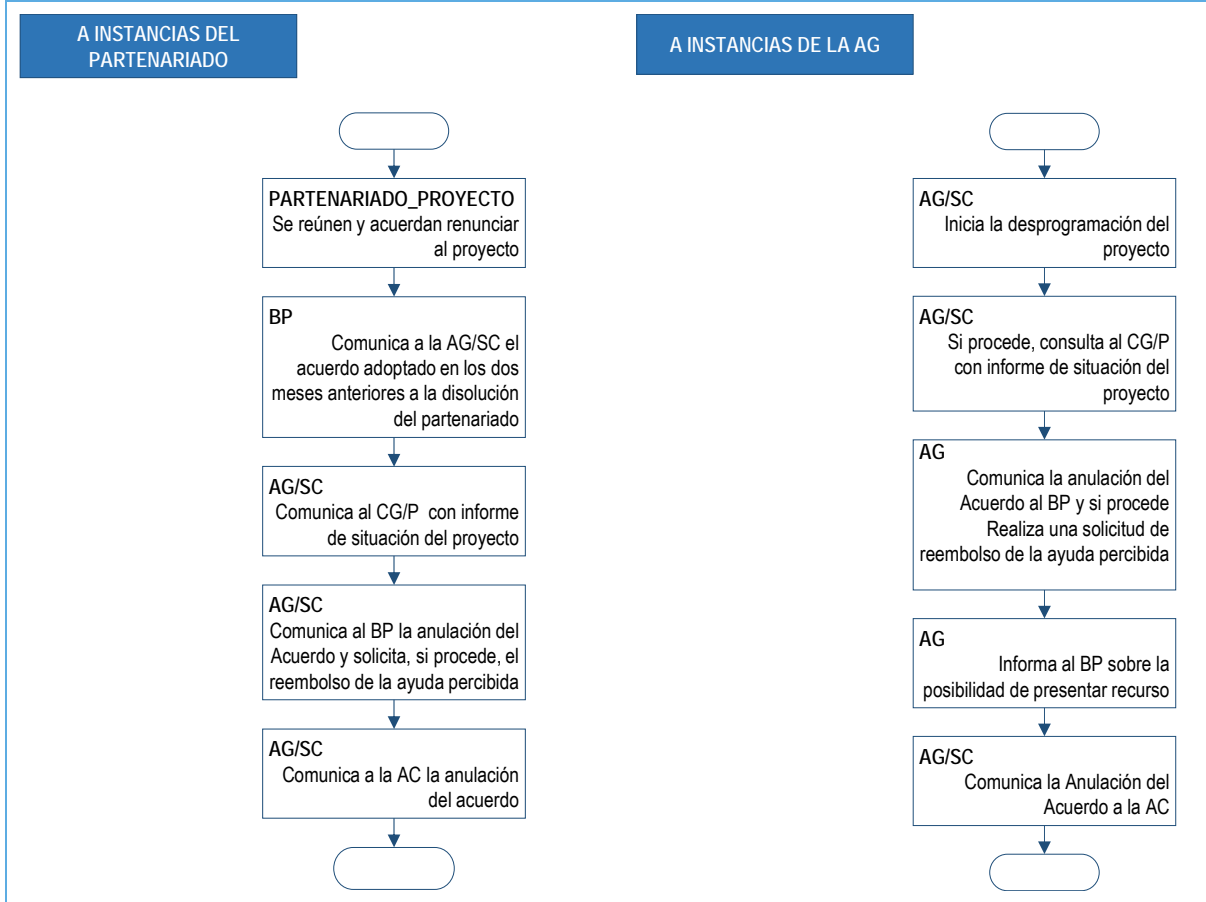 A INSTANCIAS DEL
PARTENARIADO
PARTENARIADO_PROYECTO
Se reúnen y acuerdan renunciar
al proyecto
BP
Comunica a la AG/SC el
acuerdo adoptado en los dos
meses anteriores a la disolución
del partenariado
AG/SC
Comunica al CG/P con informe
de situación del proyecto
AG/SC
Comunica al BP la anulación del
Acuerdo y solicita, si procede, el
reembolso de la ayuda percibida
AG/SC
Comunica a la AC la anulación
del acuerdo
A INSTANCIAS DE LA AG
AG/SC
Inicia la desprogramación del
proyecto
AG/SC
Si procede, consulta al CG/P
con informe de situación del
proyecto
AG
Comunica la anulación del
Acuerdo al BP y si procede
Realiza una solicitud de
reembolso de la ayuda percibida
AG
Informa al BP sobre la
posibilidad de presentar recurso
AG/SC
Comunica la Anulación del
Acuerdo a la AC